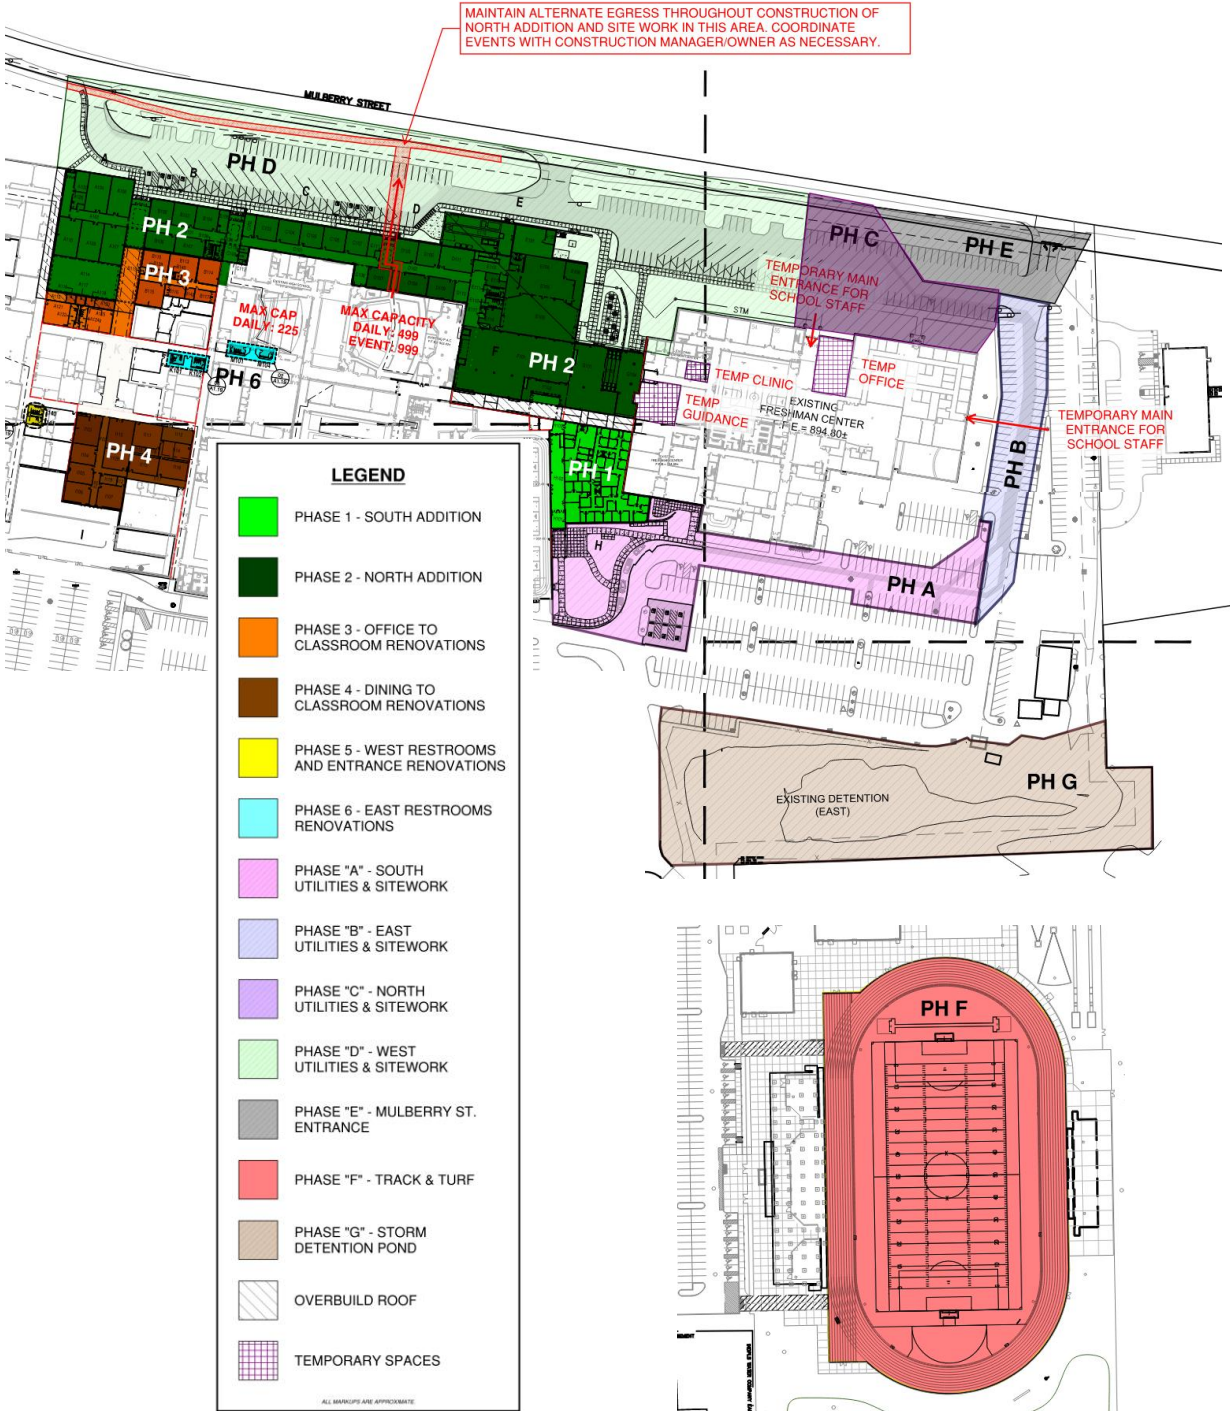 MAINTAIN ALTERNATE EGRESS THROUGHOUT CONSTRUCTION OF
NORTH ADDITION AND SITE WORK IN THIS AREA. COORDINATE
EVENTS WITH CONSTRUCTION MANAGER/OWNER AS NECESSARY.
MULBERRY STREET
A
B
C
D
E
PH D
PH C
PH E
PH 2
PH 3
MAX CAP
DAILY: 225
MAX CAPACITY
DAILY: 499
EVENT: 999
F
PH 2
STM
TEMPORARY MAIN
ENTRANCE FOR
SCHOOL STAFF
TEMP
OFFICE
TEMP CLINIC
TEMP
GUIDANCE
EXISTING
FRESHMAN CENTER
F.F.E. = 894.80±
TEMPORARY MAIN
ENTRANCE FOR
SCHOOL STAFF
K
PH 6
PH 4
I
PH 1
PH B
H
PH A
EXISTING DETENTION
(EAST)
PH G
LEGEND
PHASE 1 - SOUTH ADDITION
PHASE 2 - NORTH ADDITION
PHASE 3 - OFFICE TO
CLASSROOM RENOVATIONS
PHASE 4 - DINING TO
CLASSROOM RENOVATIONS
PHASE 5 - WEST RESTROOMS
AND ENTRANCE RENOVATIONS
PHASE 6 - EAST RESTROOMS
RENOVATIONS
PHASE "A" - SOUTH
UTILITIES & SITEWORK
PHASE "B" - EAST
UTILITIES & SITEWORK
PHASE "C" - NORTH
UTILITIES & SITEWORK
PHASE "D" - WEST
UTILITIES & SITEWORK
PHASE "E" - MULBERRY ST.
ENTRANCE
PHASE "F" - TRACK & TURF
PHASE "G" - STORM
DETENTION POND
OVERBUILD ROOF
TEMPORARY SPACES
ALL MARKUPS ARE APPROXIMATE
PH F